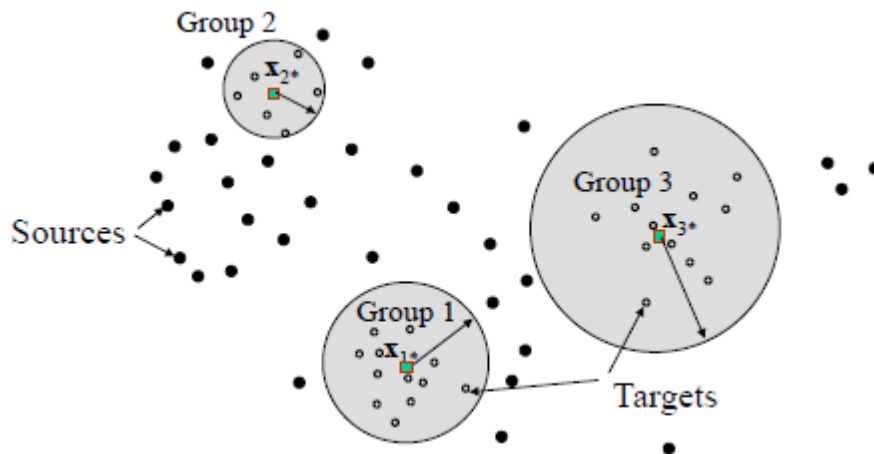 Group 2
x2*
Group 3
x3*
Sources
Group 1
x1*
Targets